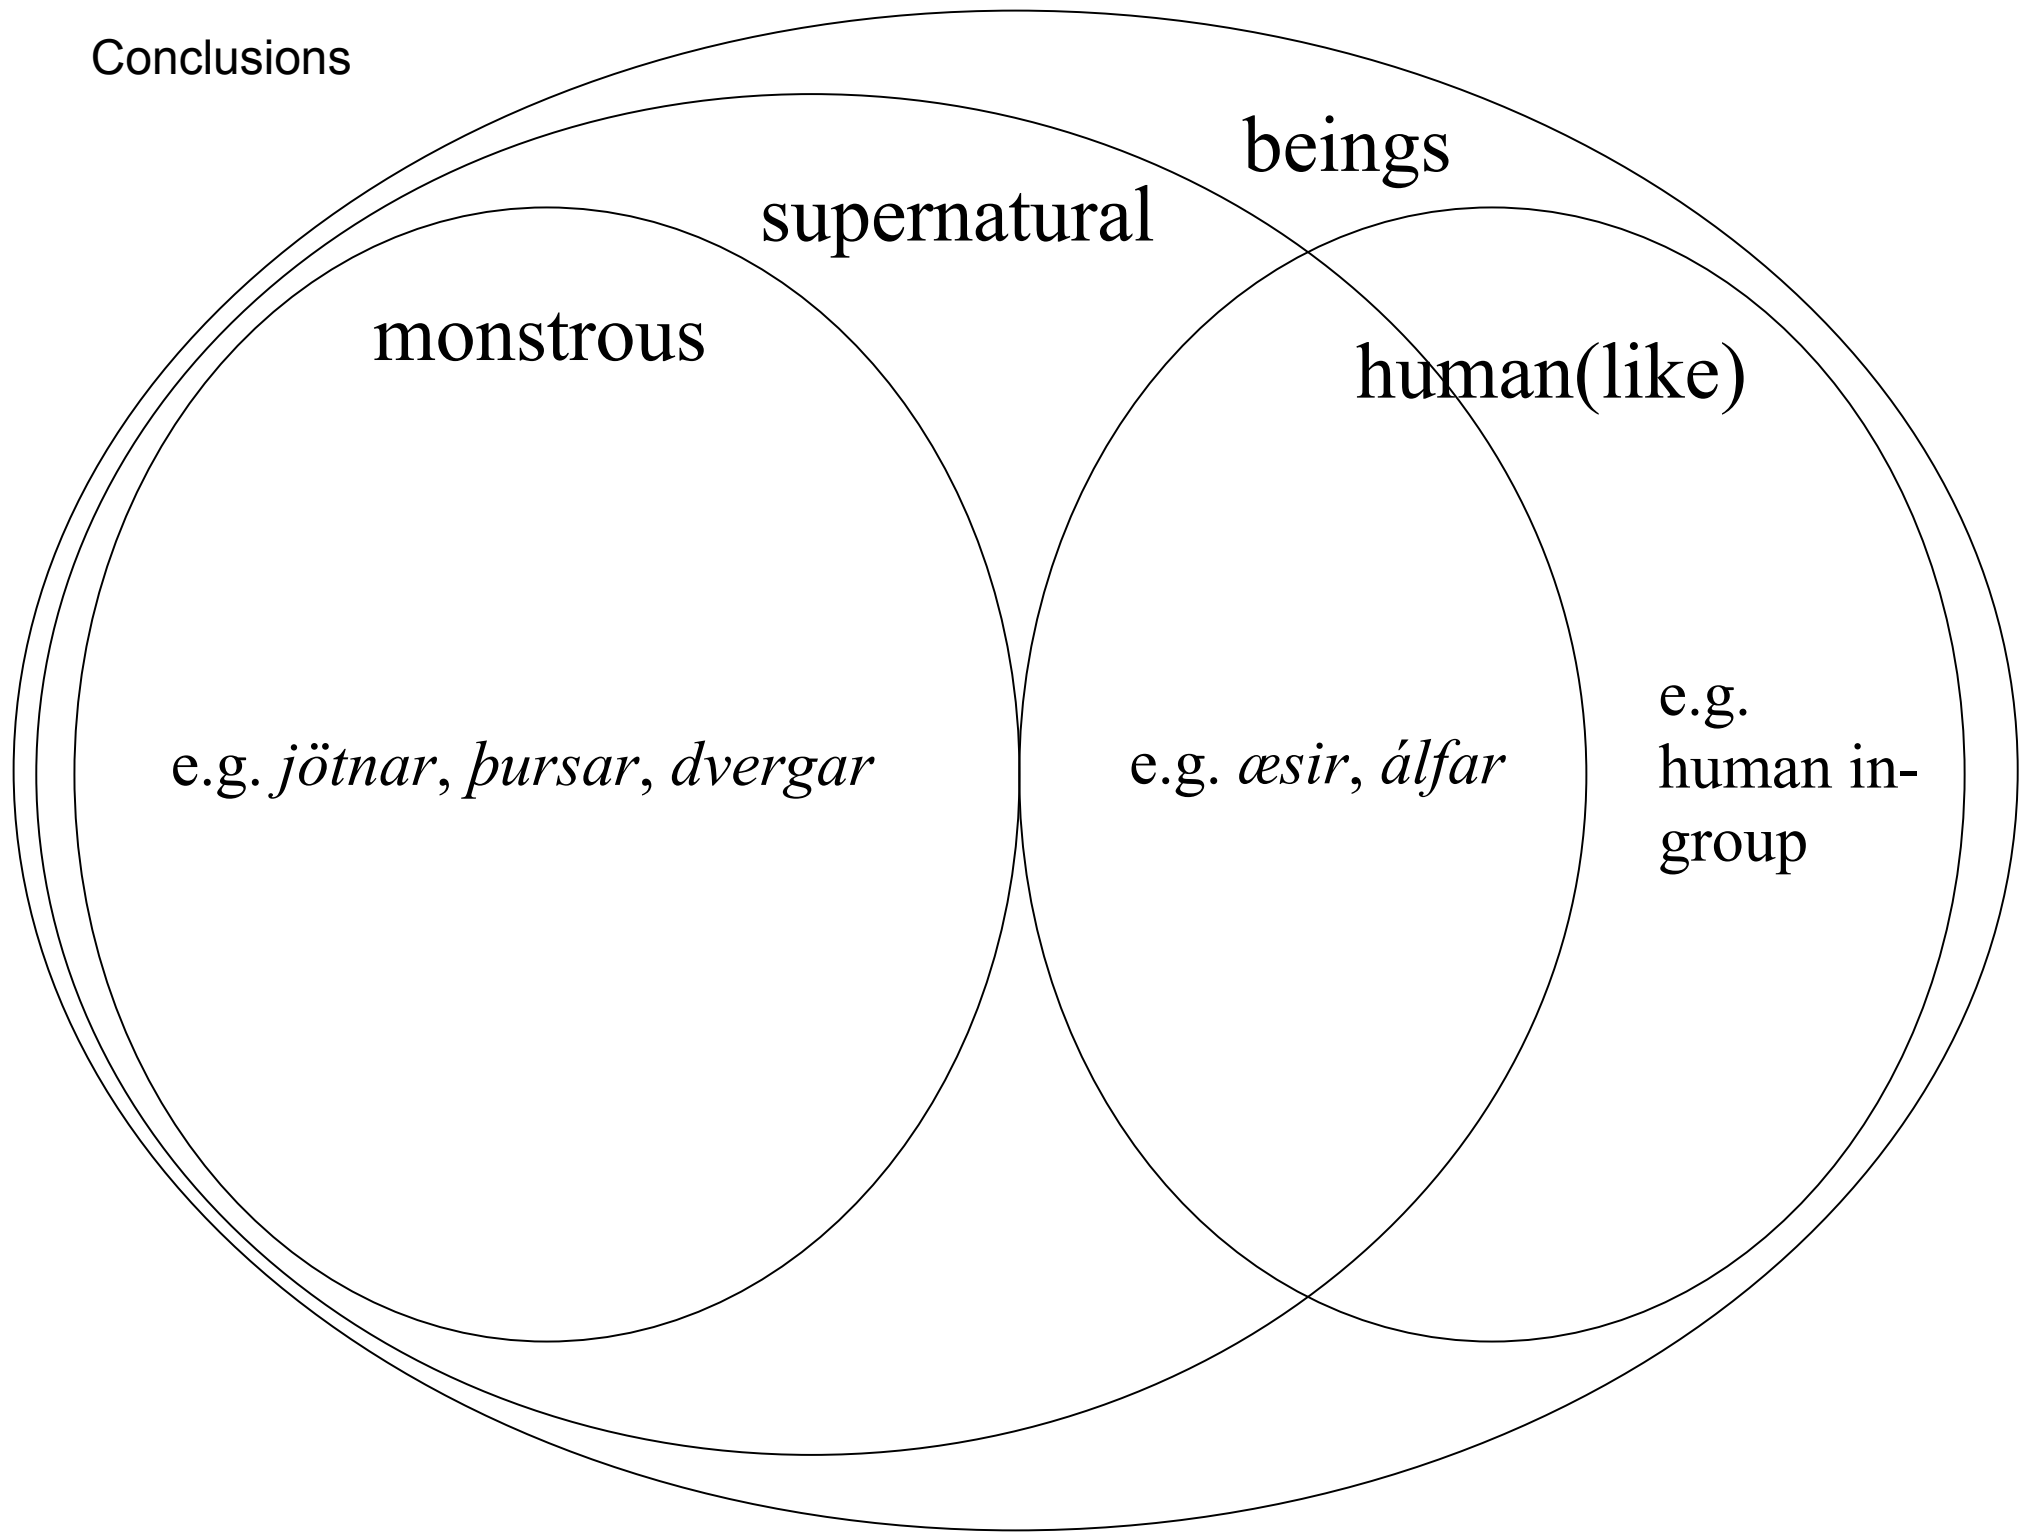 Conclusions
beings
supernatural
monstrous
human(like)
e.g. jötnar, þursar, dvergar
e.g. æsir, álfar
e.g.
human in-
group